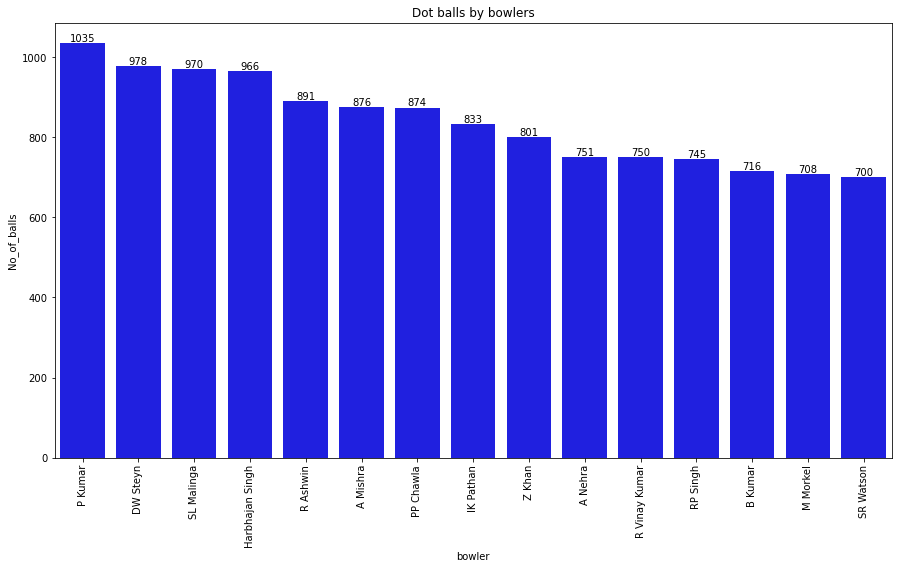 Dot balls by bowlers
1035
978
970
966
891
876
874
833
801
751
750
745
716
708
700
1000
800
600
400
200
0
No_of_balls
P Kumar
DW Steyn
SL Malinga
Harbhajan Singh
R Ashwin
A Mishra
PP Chawla
IK Pathan
Z Khan
A Nehra
R Vinay Kumar
RP Singh
B Kumar
M Morkel
SR Watson
bowler